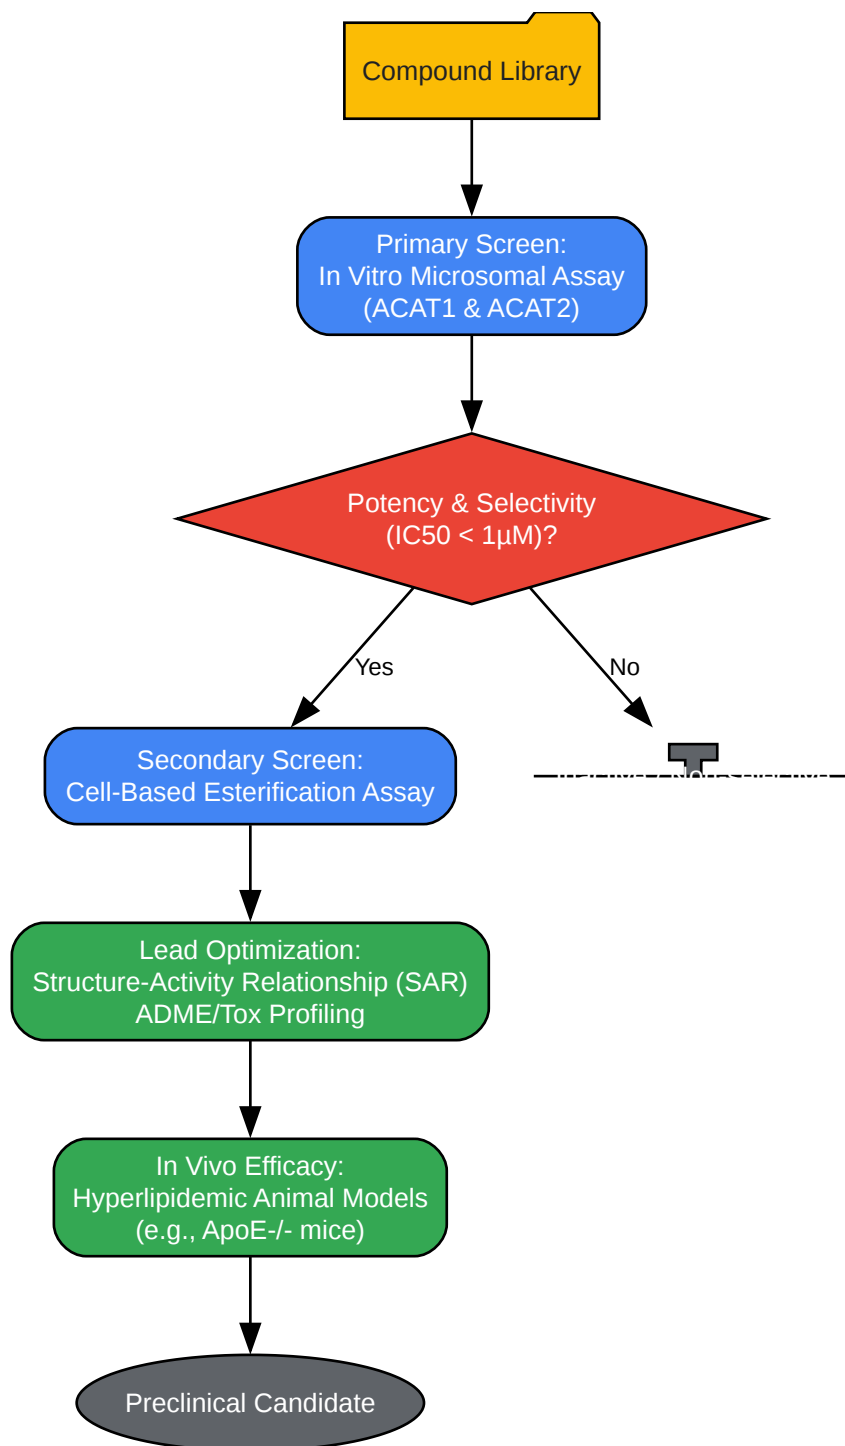 Compound Library
Primary Screen:
In Vitro Microsomal Assay
(ACAT1 & ACAT2)
Potency & Selectivity
(IC50 < 1µM)?
Yes
No
Secondary Screen:
Cell-Based Esterification Assay
Lead Optimization:
Structure-Activity Relationship (SAR)
ADME/Tox Profiling
In Vivo Efficacy:
Hyperlipidemic Animal Models
(e.g., ApoE-/- mice)
Preclinical Candidate